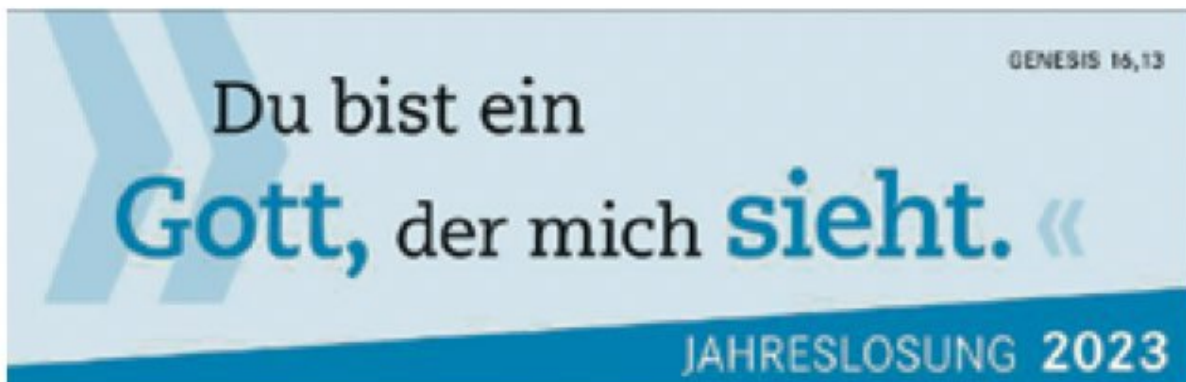 GENESIS 16,13
» Du bist ein
Gott, der mich sieht. «
JAHRESLOSUNG 2023